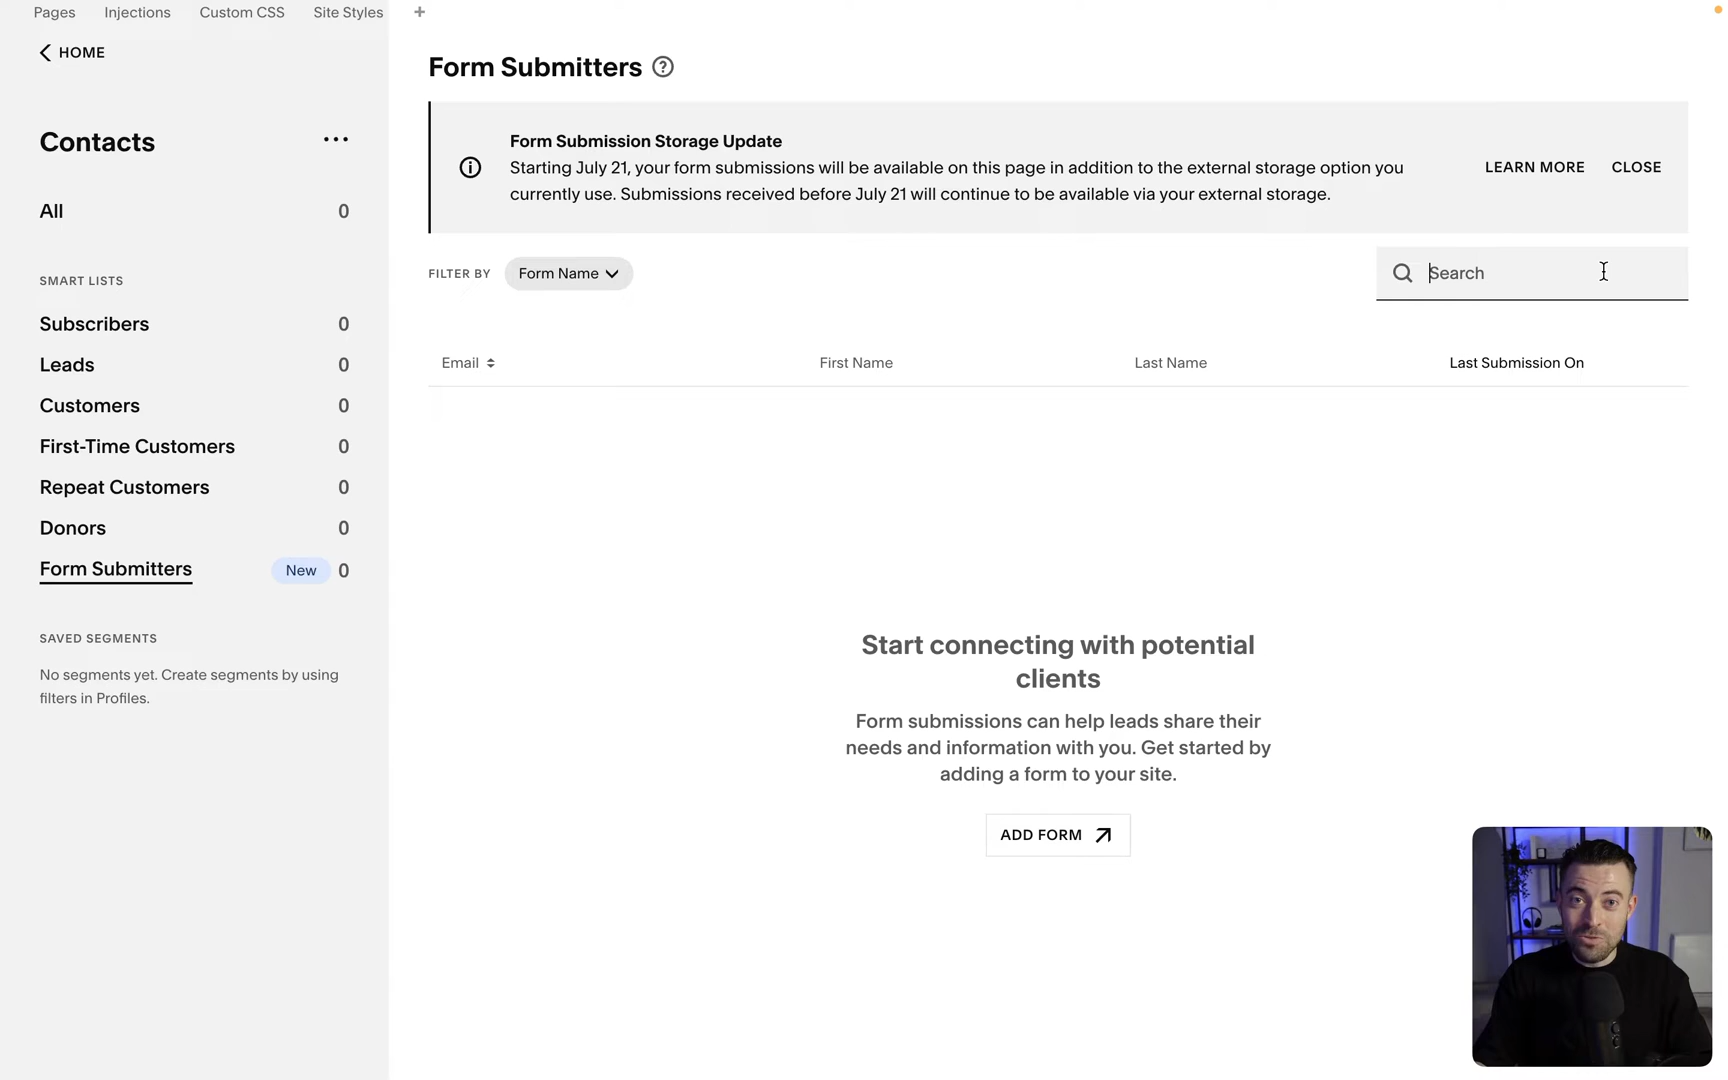 Pages Injections Custom CSS Site Styles +
HOME
Contacts
All 0
SMART LISTS
Subscribers 0
Leads 0
Customers 0
First-Time Customers 0
Repeat Customers 0
Donors 0
Form Submitters New 0
SAVED SEGMENTS
No segments yet. Create segments by using
filters in Profiles.
Form Submitters ?
Form Submission Storage Update
Starting July 21, your form submissions will be available on this page in addition to the external storage option you
currently use. Submissions received before July 21 will continue to be available via your external storage.
LEARN MORE CLOSE
FILTER BY Form Name Search
Email First Name Last Name Last Submission On
Start connecting with potential
clients
Form submissions can help leads share their
needs and information with you. Get started by
adding a form to your site.
ADD FORM